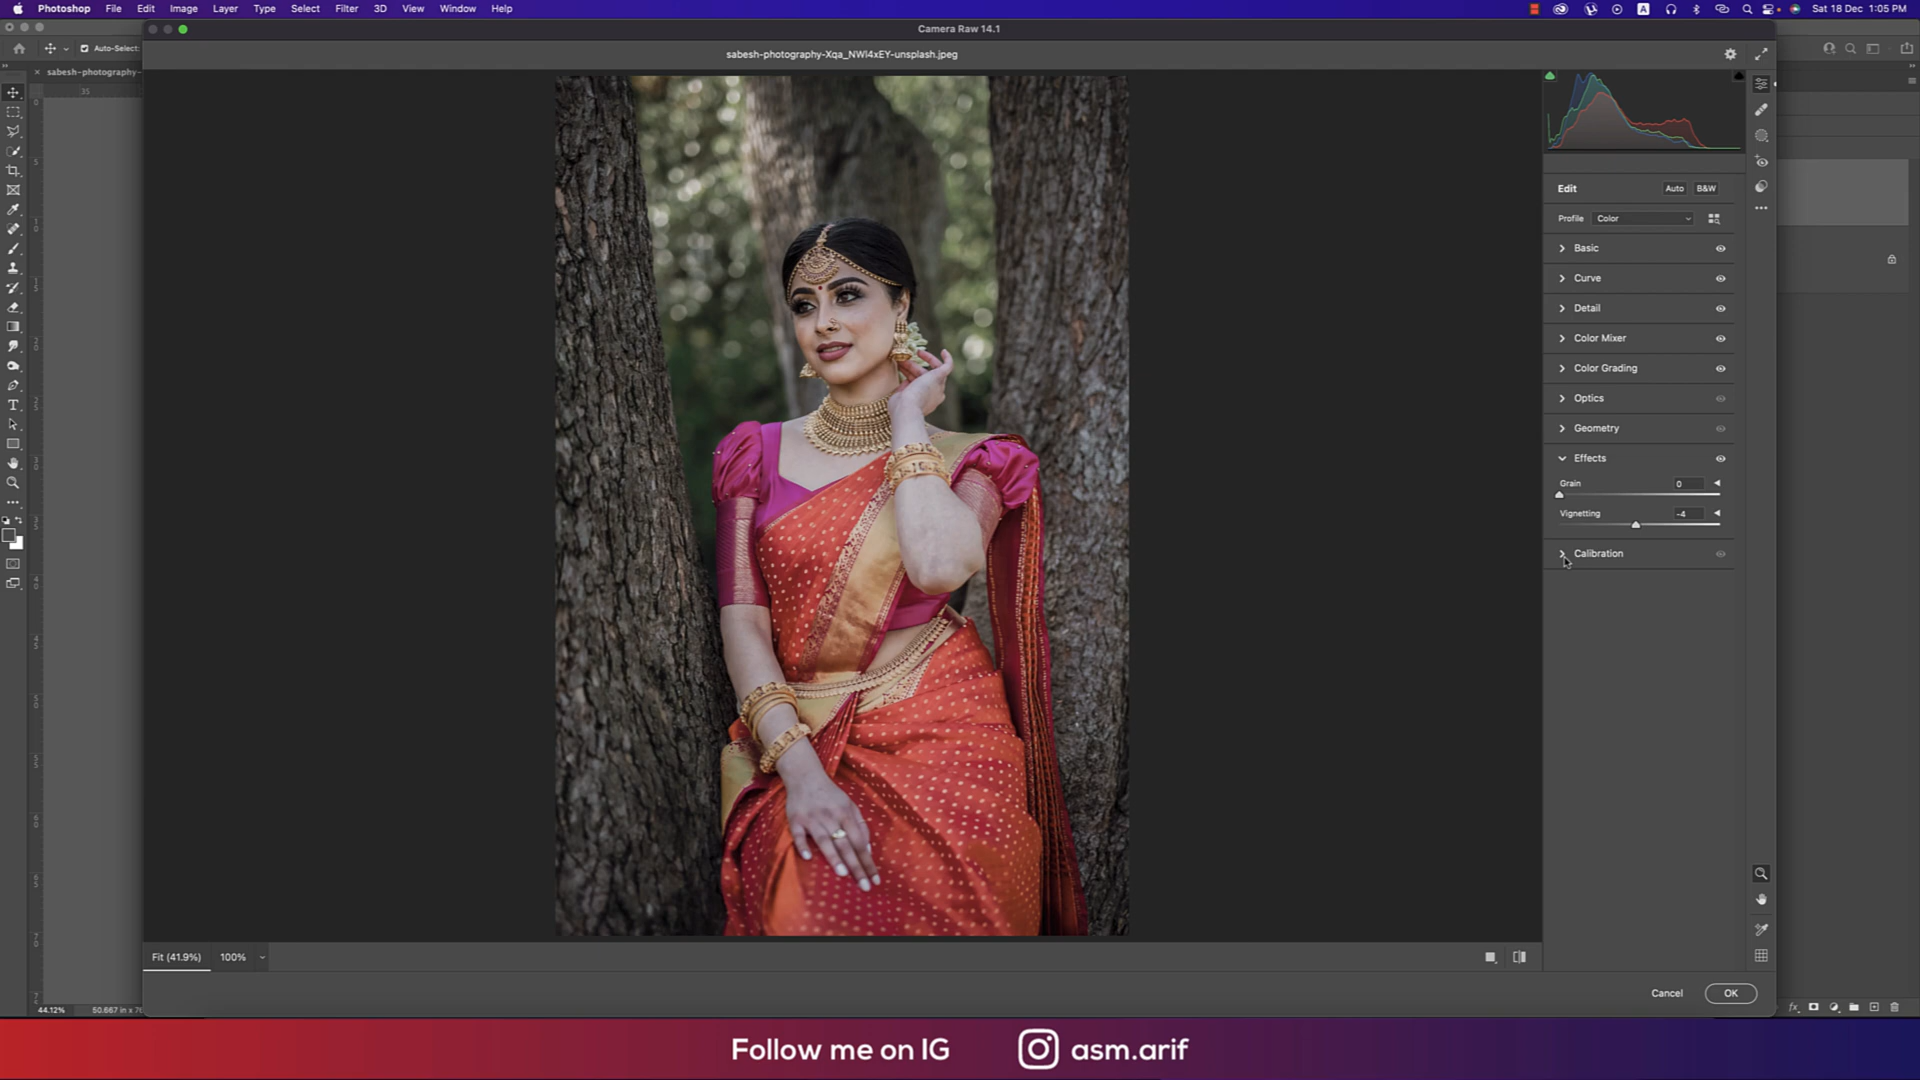 Photoshop File Edit Image Layer Type Select Filter 3D View Window Help
A Sat 18 Dec 1:05 PM
Camera Raw 14.1
Auto-Select:
sabesh-photography-Xqa_NWI4xEY-unsplash.jpeg
sabesh-photography-
35
Edit Auto B&W
Profile Color
Basic
Curve
Detail
Color Mixer
Color Grading
Optics
Geometry
Effects
Grain 0
Vignetting -4
Calibration
T
Fit (41.9%) 100%
Cancel OK
44.12% 50.667 in x
fx
Follow me on IG asm.arif